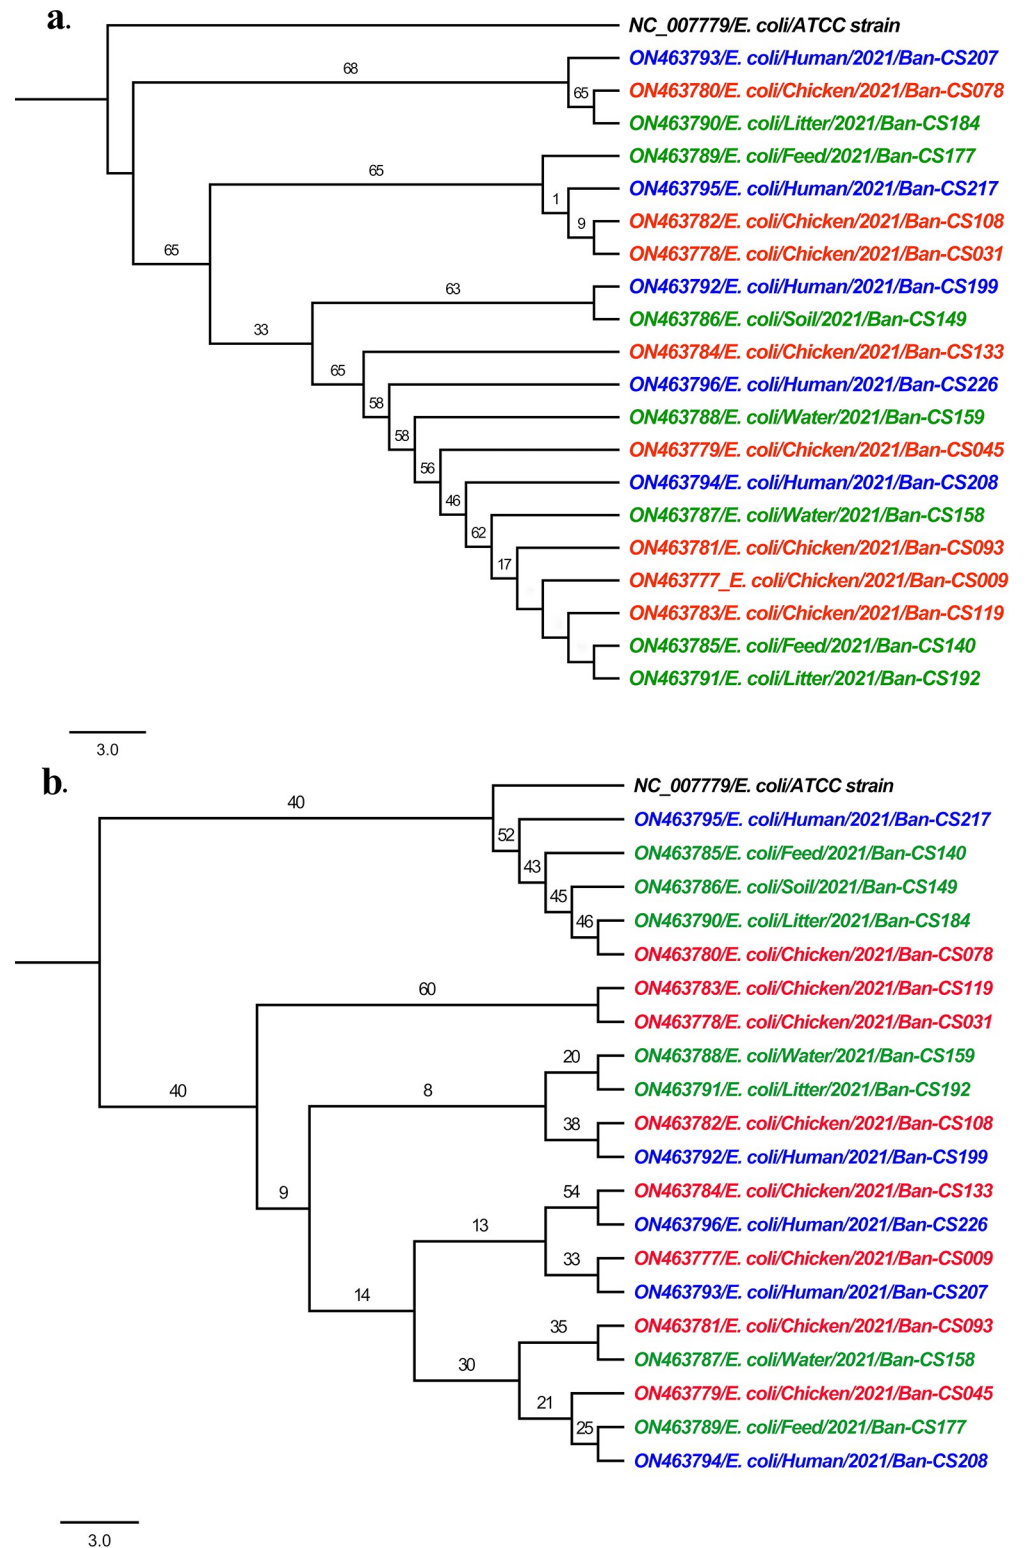 a.
NC_007779/E. coli/ATCC strain
ON463793/E. coli/Human/2021/Ban-CS207
68
65
ON463780/E. coli/Chicken/2021/Ban-CS078
ON463790/E. coli/Litter/2021/Ban-CS184
ON463789/E. coli/Feed/2021/Ban-CS177
65
1
ON463795/E. coli/Human/2021/Ban-CS217
9
ON463782/E. coli/Chicken/2021/Ban-CS108
65
ON463778/E. coli/Chicken/2021/Ban-CS031
63
ON463792/E. coli/Human/2021/Ban-CS199
ON463786/E. coli/Soil/2021/Ban-CS149
33
ON463784/E. coli/Chicken/2021/Ban-CS133
65
ON463796/E. coli/Human/2021/Ban-CS226
58
ON463788/E. coli/Water/2021/Ban-CS159
58
ON463779/E. coli/Chicken/2021/Ban-CS045
56
ON463794/E. coli/Human/2021/Ban-CS208
46
ON463787/E. coli/Water/2021/Ban-CS158
62
ON463781/E. coli/Chicken/2021/Ban-CS093
17
ON463777_E. coli/Chicken/2021/Ban-CS009
ON463783/E. coli/Chicken/2021/Ban-CS119
ON463785/E. coli/Feed/2021/Ban-CS140
ON463791/E. coli/Litter/2021/Ban-CS192
3.0
b.
NC_007779/E. coli/ATCC strain
40
ON463795/E. coli/Human/2021/Ban-CS217
52
ON463785/E. coli/Feed/2021/Ban-CS140
43
ON463786/E. coli/Soil/2021/Ban-CS149
45
ON463790/E. coli/Litter/2021/Ban-CS184
46
ON463780/E. coli/Chicken/2021/Ban-CS078
60
ON463783/E. coli/Chicken/2021/Ban-CS119
ON463778/E. coli/Chicken/2021/Ban-CS031
20
ON463788/E. coli/Water/2021/Ban-CS159
40
8
ON463791/E. coli/Litter/2021/Ban-CS192
38
ON463782/E. coli/Chicken/2021/Ban-CS108
ON463792/E. coli/Human/2021/Ban-CS199
9
54
ON463784/E. coli/Chicken/2021/Ban-CS133
13
ON463796/E. coli/Human/2021/Ban-CS226
33
ON463777/E. coli/Chicken/2021/Ban-CS009
14
ON463793/E. coli/Human/2021/Ban-CS207
35
ON463781/E. coli/Chicken/2021/Ban-CS093
30
ON463787/E. coli/Water/2021/Ban-CS158
21
ON463779/E. coli/Chicken/2021/Ban-CS045
25
ON463789/E. coli/Feed/2021/Ban-CS177
ON463794/E. coli/Human/2021/Ban-CS208
3.0